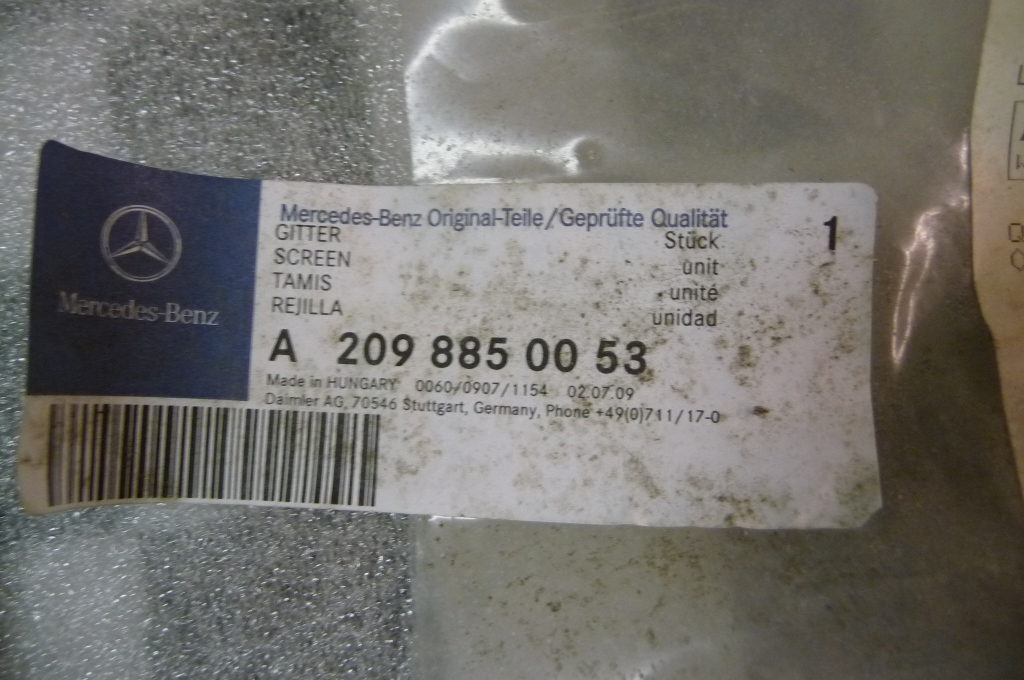 Mercedes-Benz
Mercedes-Benz Original-Teile/Geprüfte Qualität
GITTER Stück 1
SCREEN unit
TAMIS unité
REJILLA unidad
A 209 885 00 53
Made in HUNGARY 0060/0907/1154 02.07.09
Daimler AG, 70546 Stuttgart, Germany, Phone +49(0)711/17-0